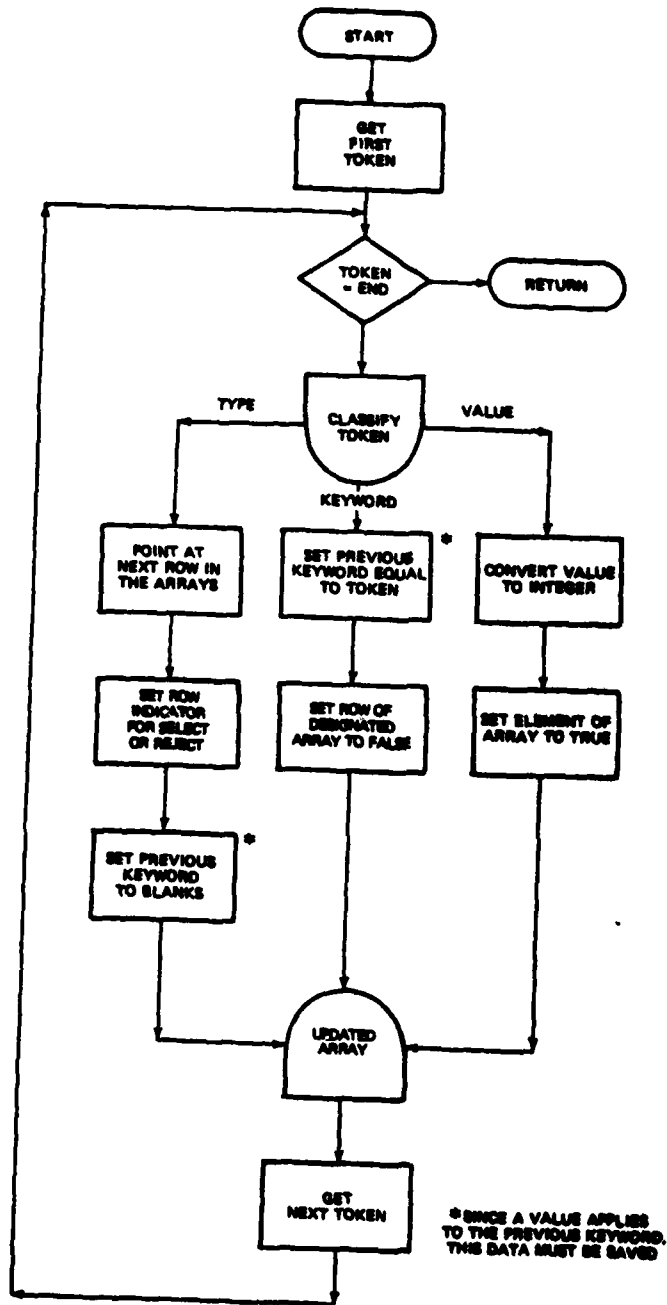 START
GET
FIRST
TOKEN
TOKEN
= END
RETURN
CLASSIFY
TOKEN
TYPE
VALUE
KEYWORD
POINT AT
NEXT ROW IN
THE ARRAYS
SET PREVIOUS
KEYWORD EQUAL
TO TOKEN
*
CONVERT VALUE
TO INTEGER
SET ROW
INDICATOR
FOR SELECT
OR REJECT
SET ROW OF
DESIGNATED
ARRAY TO FALSE
SET ELEMENT OF
ARRAY TO TRUE
SET PREVIOUS
KEYWORD
TO BLANKS
*
UPDATED
ARRAY
GET
NEXT TOKEN
*SINCE A VALUE APPLIES
TO THE PREVIOUS KEYWORD,
THIS DATA MUST BE SAVED